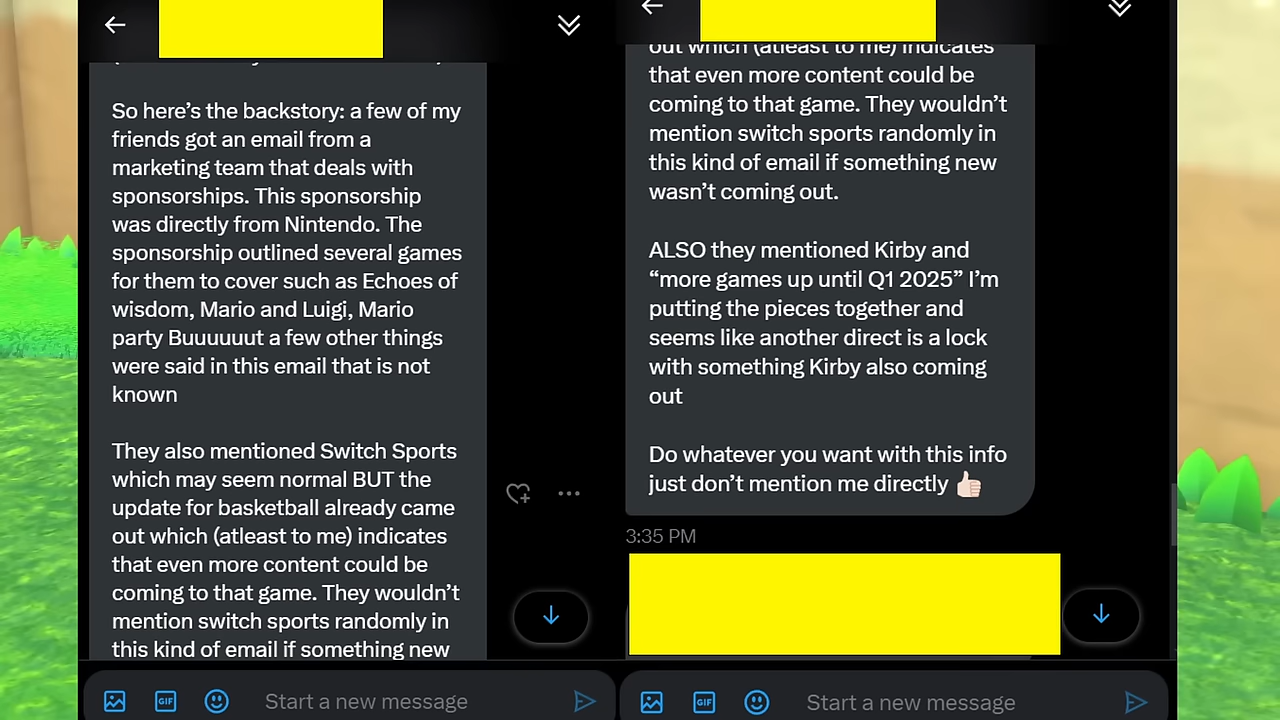 So here's the backstory: a few of my
friends got an email from a
marketing team that deals with
sponsorships. This sponsorship
was directly from Nintendo. The
sponsorship outlined several games
for them to cover such as Echoes of
wisdom, Mario and Luigi, Mario
party Buuuuuut a few other things
were said in this email that is not
known
They also mentioned Switch Sports
which may seem normal BUT the
update for basketball already came
out which (atleast to me) indicates
that even more content could be
coming to that game. They wouldn't
mention switch sports randomly in
this kind of email if something new
GIF
Start a new message
out which (atleast to me) indicates
that even more content could be
coming to that game. They wouldn't
mention switch sports randomly in
this kind of email if something new
wasn't coming out.
ALSO they mentioned Kirby and
“more games up until Q1 2025” I'm
putting the pieces together and
seems like another direct is a lock
with something Kirby also coming
out
Do whatever you want with this info
just don't mention me directly 👍🏻
3:35 PM
GIF
Start a new message